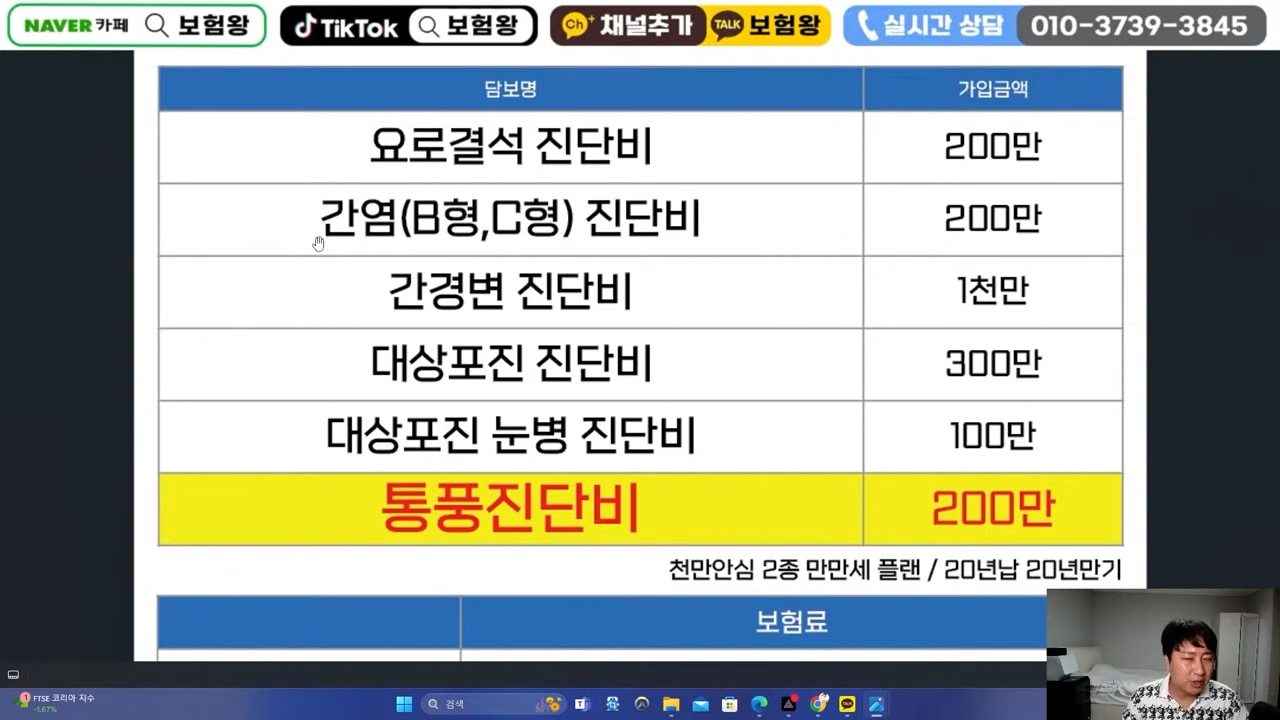 NAVER 카페 보험왕 TikTok 보험왕 Ch+ 채널추가 TALK 보험왕 실시간 상담 010-3739-3845
담보명 가입금액
요로결석 진단비 200만
간염(B형,C형) 진단비 200만
간경변 진단비 1천만
대상포진 진단비 300만
대상포진 눈병 진단비 100만
통풍진단비 200만
천만안심 2종 만만세 플랜 / 20년납 20년만기
보험료
1 FTSE 코리아 지수
-1.67%
검색
TALK